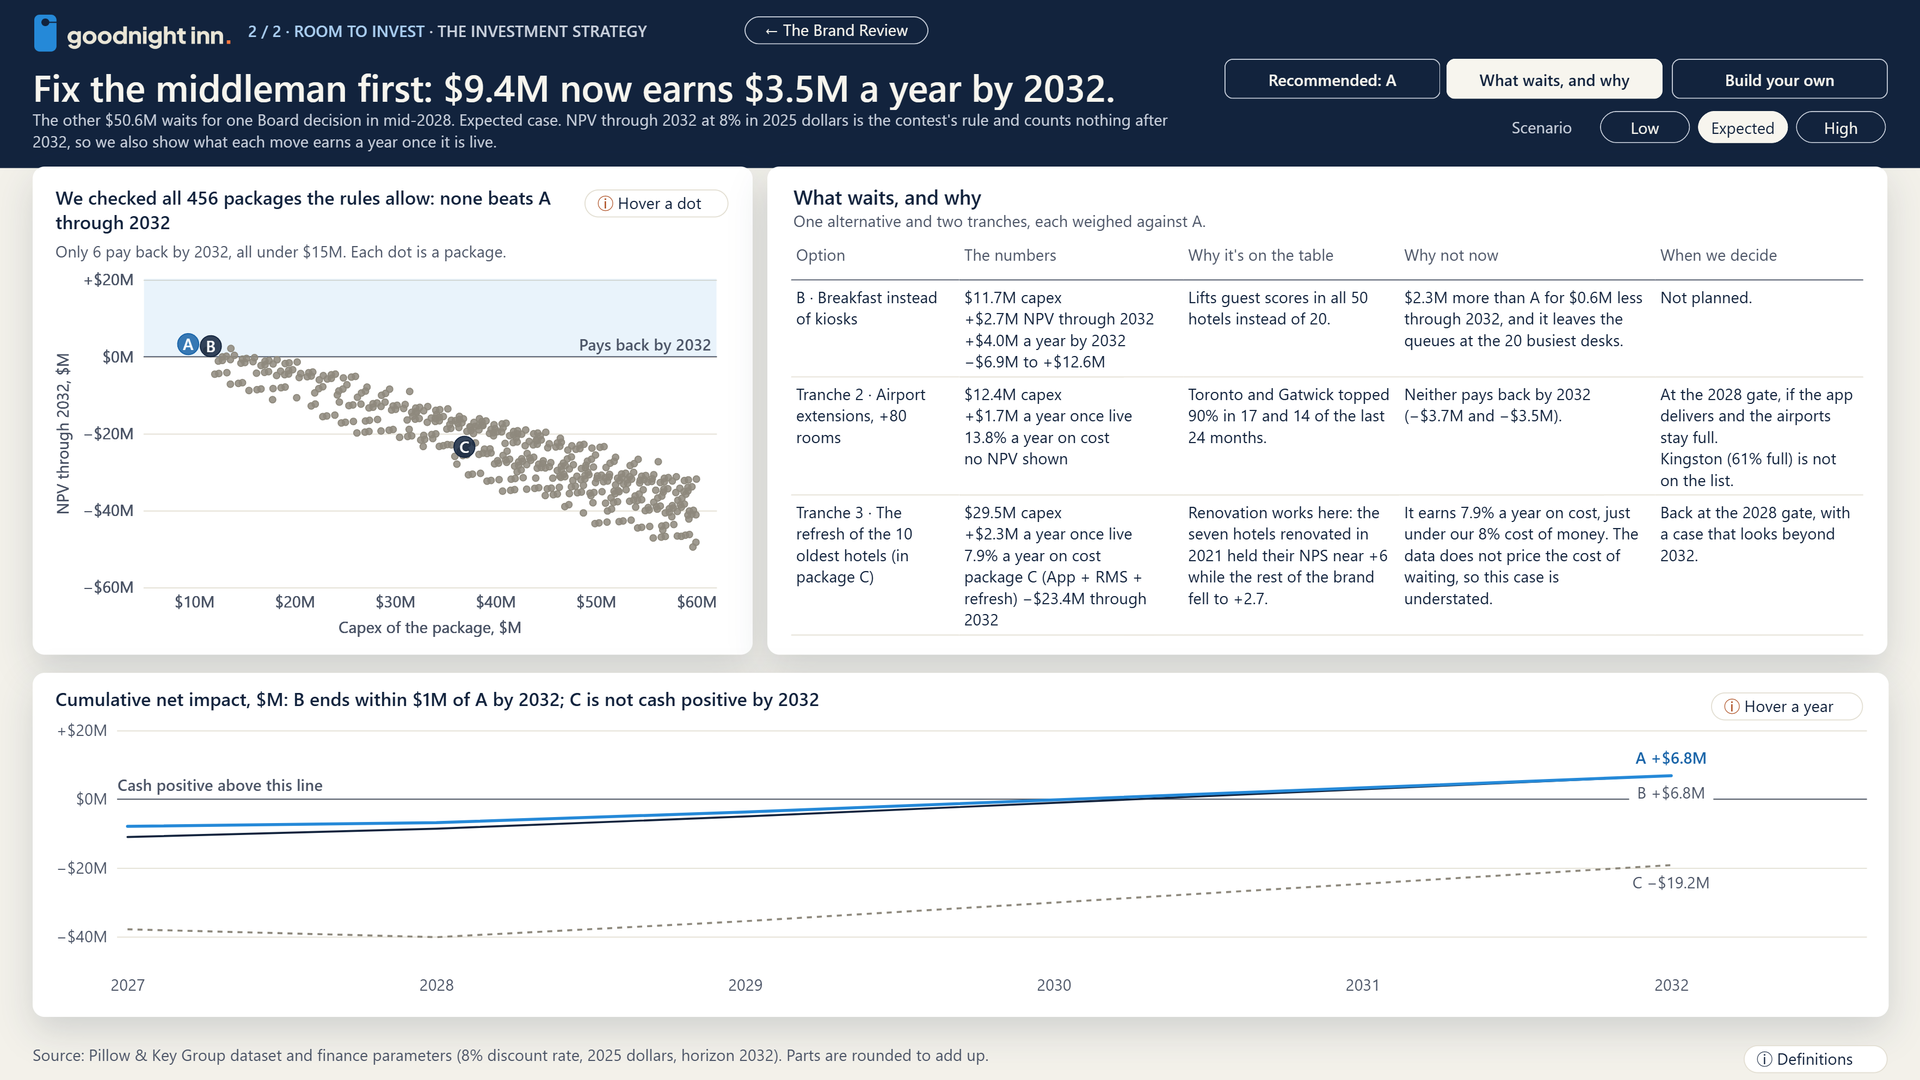 goodnight inn.
2 / 2 · ROOM TO INVEST · THE INVESTMENT STRATEGY
← The Brand Review
Fix the middleman first: $9.4M now earns $3.5M a year by 2032.
The other $50.6M waits for one Board decision in mid-2028. Expected case. NPV through 2032 at 8% in 2025 dollars is the contest's rule and counts nothing after
2032, so we also show what each move earns a year once it is live.
Recommended: A
What waits, and why
Build your own
Scenario
Low
Expected
High
We checked all 456 packages the rules allow: none beats A
through 2032
ⓘ Hover a dot
Only 6 pay back by 2032, all under $15M. Each dot is a package.
NPV through 2032, $M
+$20M
$0M
−$20M
−$40M
−$60M
A
B
C
Pays back by 2032
$10M
$20M
$30M
$40M
$50M
$60M
Capex of the package, $M
What waits, and why
One alternative and two tranches, each weighed against A.
Option
The numbers
Why it's on the table
Why not now
When we decide
B · Breakfast instead
of kiosks
$11.7M capex
+$2.7M NPV through 2032
+$4.0M a year by 2032
−$6.9M to +$12.6M
Lifts guest scores in all 50
hotels instead of 20.
$2.3M more than A for $0.6M less
through 2032, and it leaves the
queues at the 20 busiest desks.
Not planned.
Tranche 2 · Airport
extensions, +80
rooms
$12.4M capex
+$1.7M a year once live
13.8% a year on cost
no NPV shown
Toronto and Gatwick topped
90% in 17 and 14 of the last
24 months.
Neither pays back by 2032
(−$3.7M and −$3.5M).
At the 2028 gate, if the app
delivers and the airports
stay full.
Kingston (61% full) is not
on the list.
Tranche 3 · The
refresh of the 10
oldest hotels (in
package C)
$29.5M capex
+$2.3M a year once live
7.9% a year on cost
package C (App + RMS +
refresh) −$23.4M through
2032
Renovation works here: the
seven hotels renovated in
2021 held their NPS near +6
while the rest of the brand
fell to +2.7.
It earns 7.9% a year on cost, just
under our 8% cost of money. The
data does not price the cost of
waiting, so this case is
understated.
Back at the 2028 gate, with
a case that looks beyond
2032.
Cumulative net impact, $M: B ends within $1M of A by 2032; C is not cash positive by 2032
ⓘ Hover a year
+$20M
$0M
−$20M
−$40M
Cash positive above this line
A +$6.8M
B +$6.8M
C −$19.2M
2027
2028
2029
2030
2031
2032
Source: Pillow & Key Group dataset and finance parameters (8% discount rate, 2025 dollars, horizon 2032). Parts are rounded to add up.
ⓘ Definitions